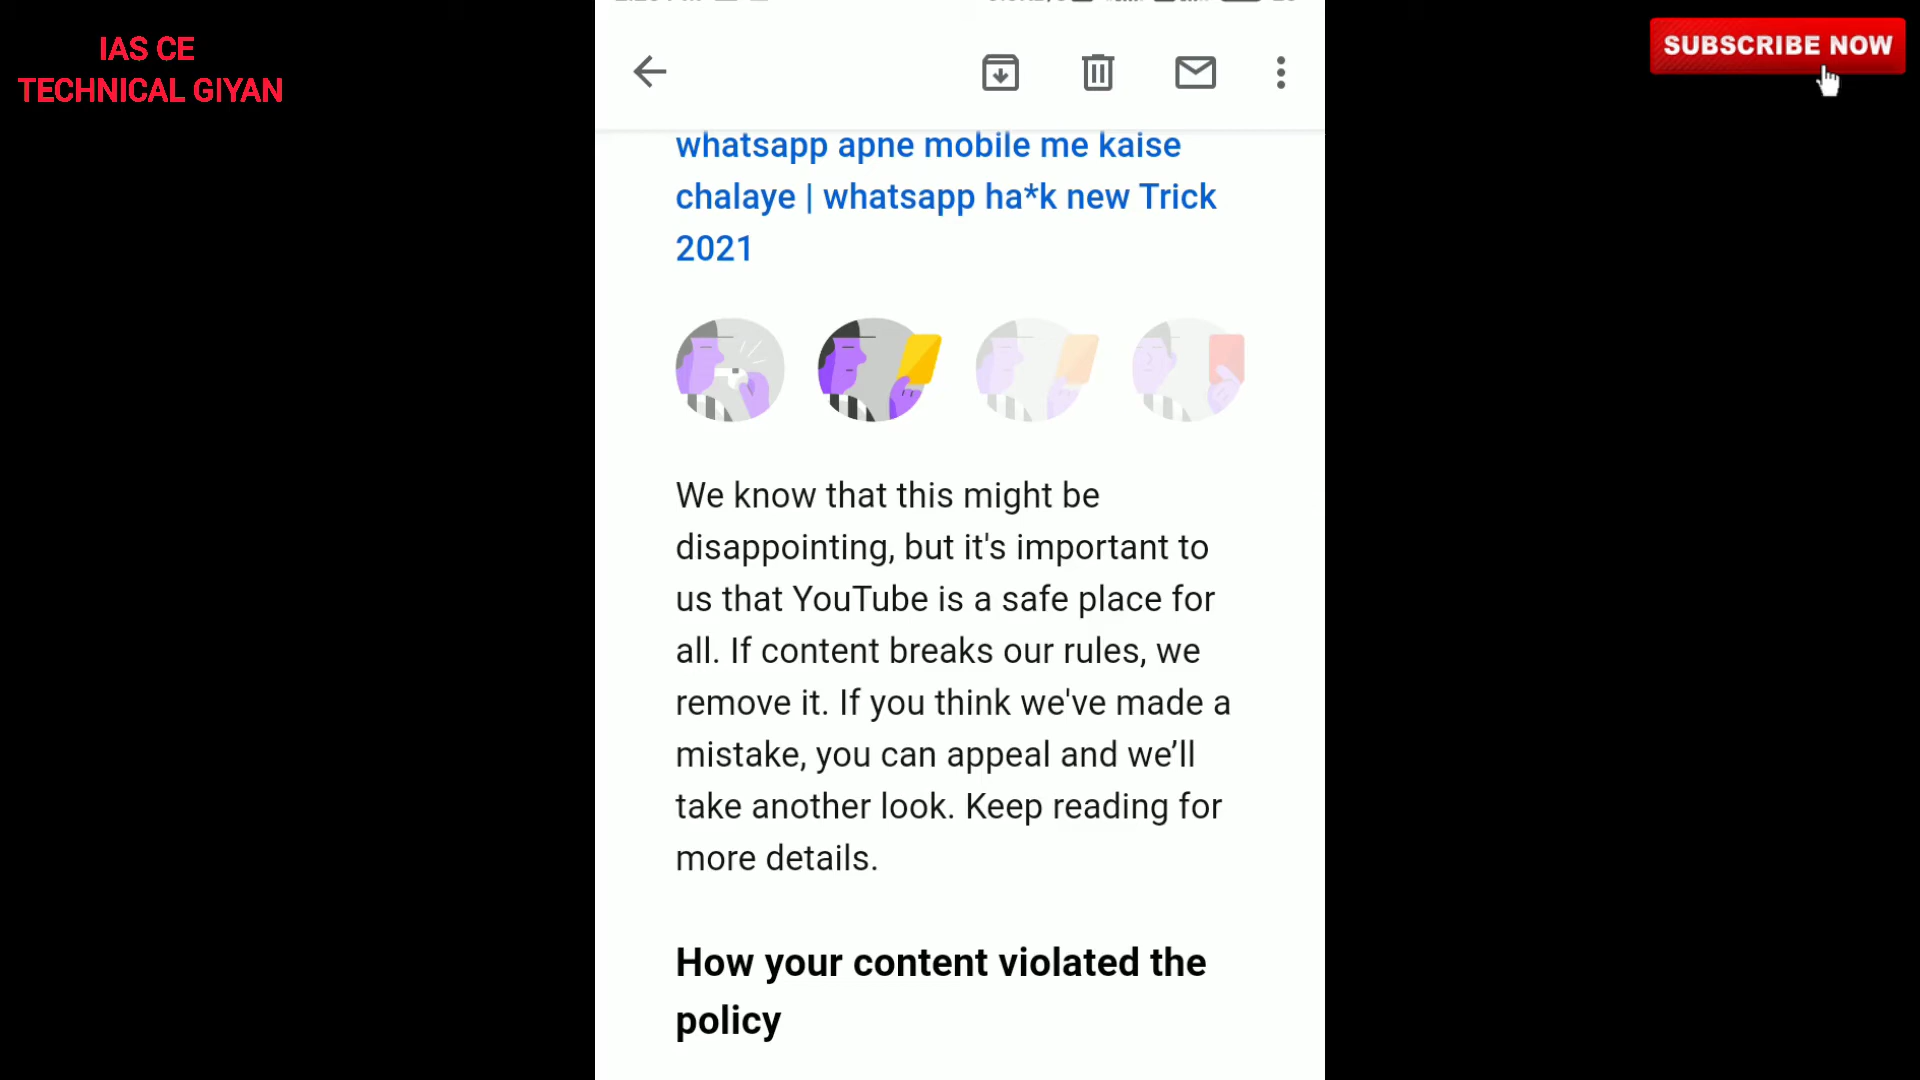 IAS CE
TECHNICAL GIYAN
SUBSCRIBE NOW
whatsapp apne mobile me kaise
chalaye | whatsapp ha*k new Trick
2021
We know that this might be
disappointing, but it's important to
us that YouTube is a safe place for
all. If content breaks our rules, we
remove it. If you think we've made a
mistake, you can appeal and we’ll
take another look. Keep reading for
more details.
How your content violated the
policy